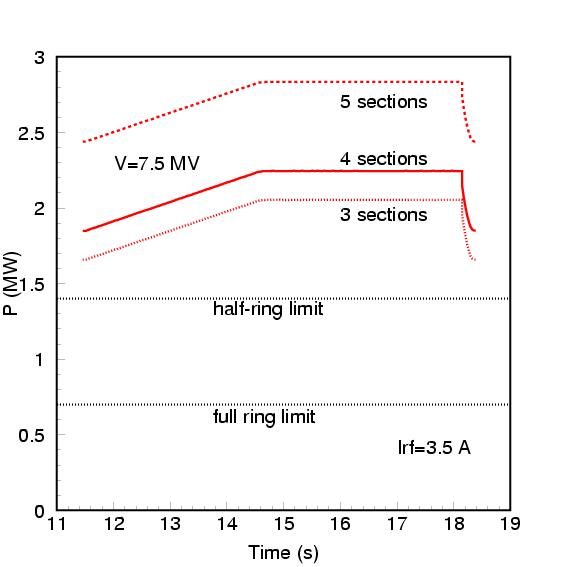 3
2.5
2
1.5
1
0.5
0
P (MW)
5 sections
V=7.5 MV
4 sections
3 sections
half-ring limit
full ring limit
Irf=3.5 A
11 12 13 14 15 16 17 18 19
Time (s)